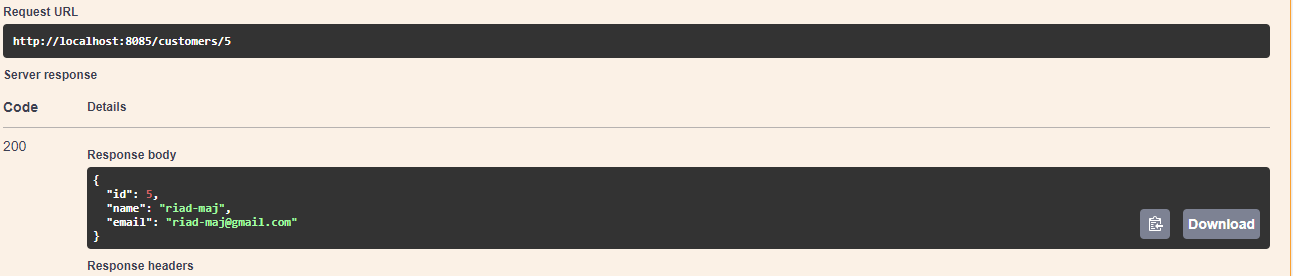 Request URL
http://localhost:8085/customers/5
Server response
Code Details
200
Response body
{
"id": 5,
"name": "riad-maj",
"email": "riad-maj@gmail.com"
}
Download
Response headers